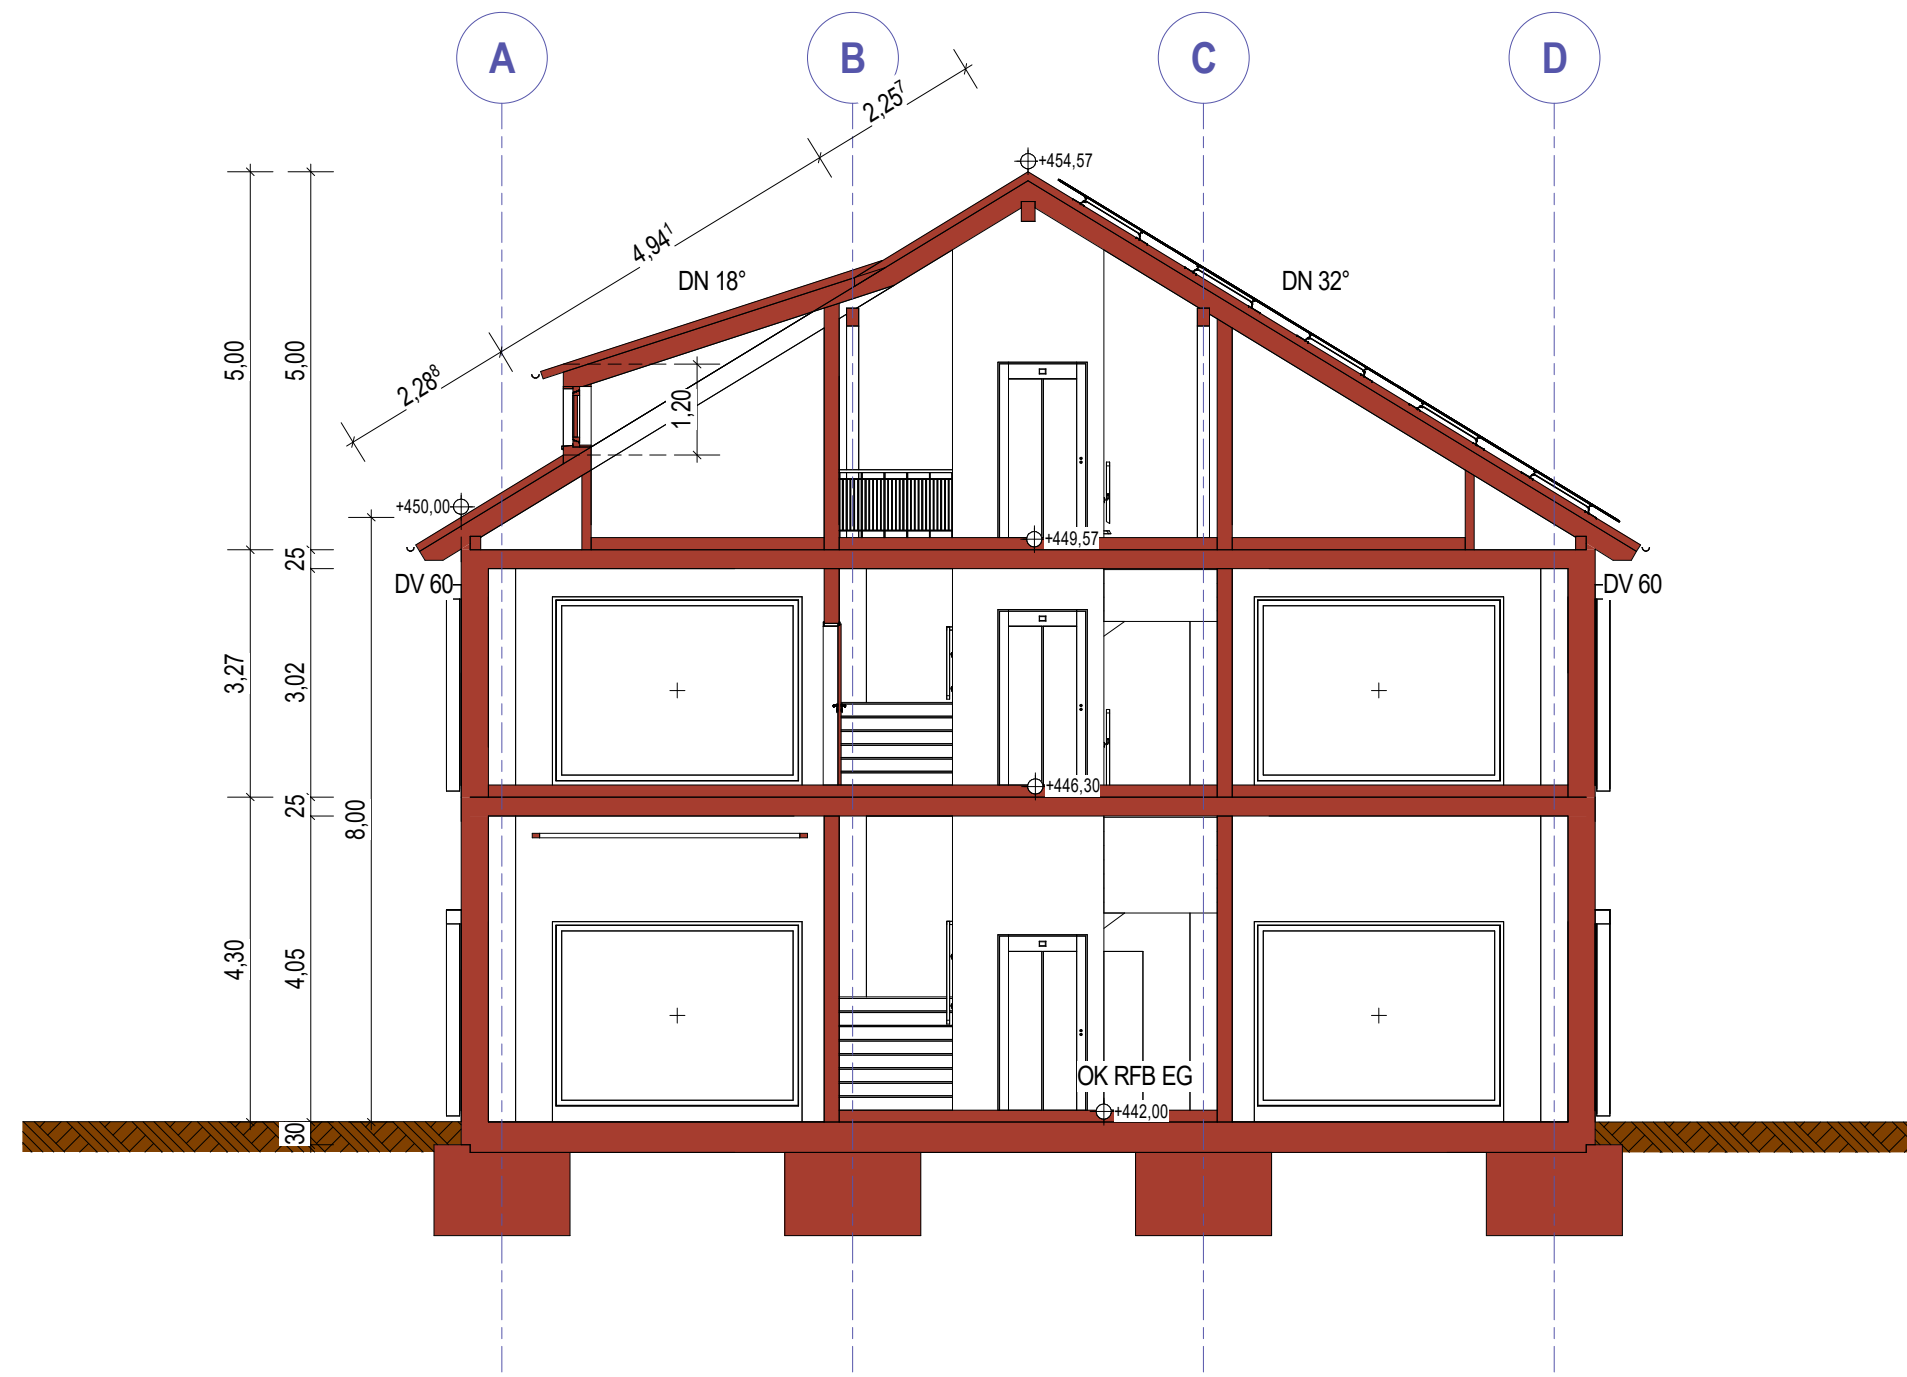 A
B
C
D
2,25⁷
+454,57
4,94¹
DN 18°
DN 32°
5,00
5,00
2,28⁸
1,20
+450,00
+449,57
25
DV 60
DV 60
3,27
3,02
+446,30
25
8,00
4,30
4,05
OK RFB EG
+442,00
30